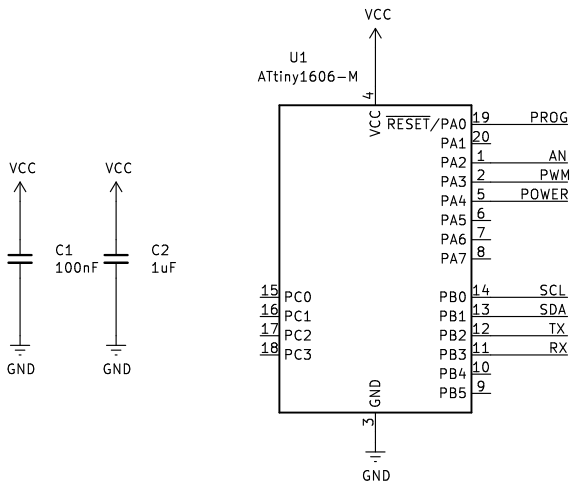 VCC
U1
ATtiny1606-M
4
VCC
RESET/PA0 19 PROG
PA1 20
PA2 1 AN
PA3 2 PWM
PA4 5 POWER
PA5 6
PA6 7
PA7 8
VCC VCC
C1 C2
100nF 1uF
15 PC0 PB0 14 SCL
16 PC1 PB1 13 SDA
17 PC2 PB2 12 TX
18 PC3 PB3 11 RX
PB4 10
PB5 9
GND GND
GND
3
GND